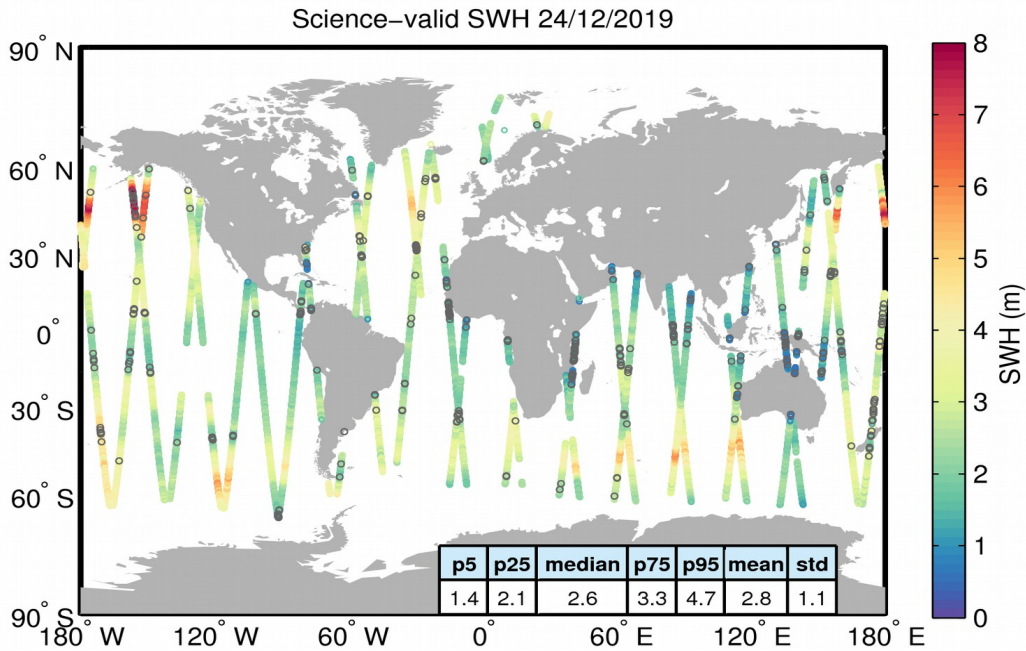 Science−valid SWH 24/12/2019
90° N
60° N
30° N
0°
30° S
60° S
90° S
180° W
120° W
60° W
0°
60° E
120° E
180° E
p5 p25 median p75 p95 mean std
1.4 2.1 2.6 3.3 4.7 2.8 1.1
8
7
6
5
4
3
2
1
0
SWH (m)